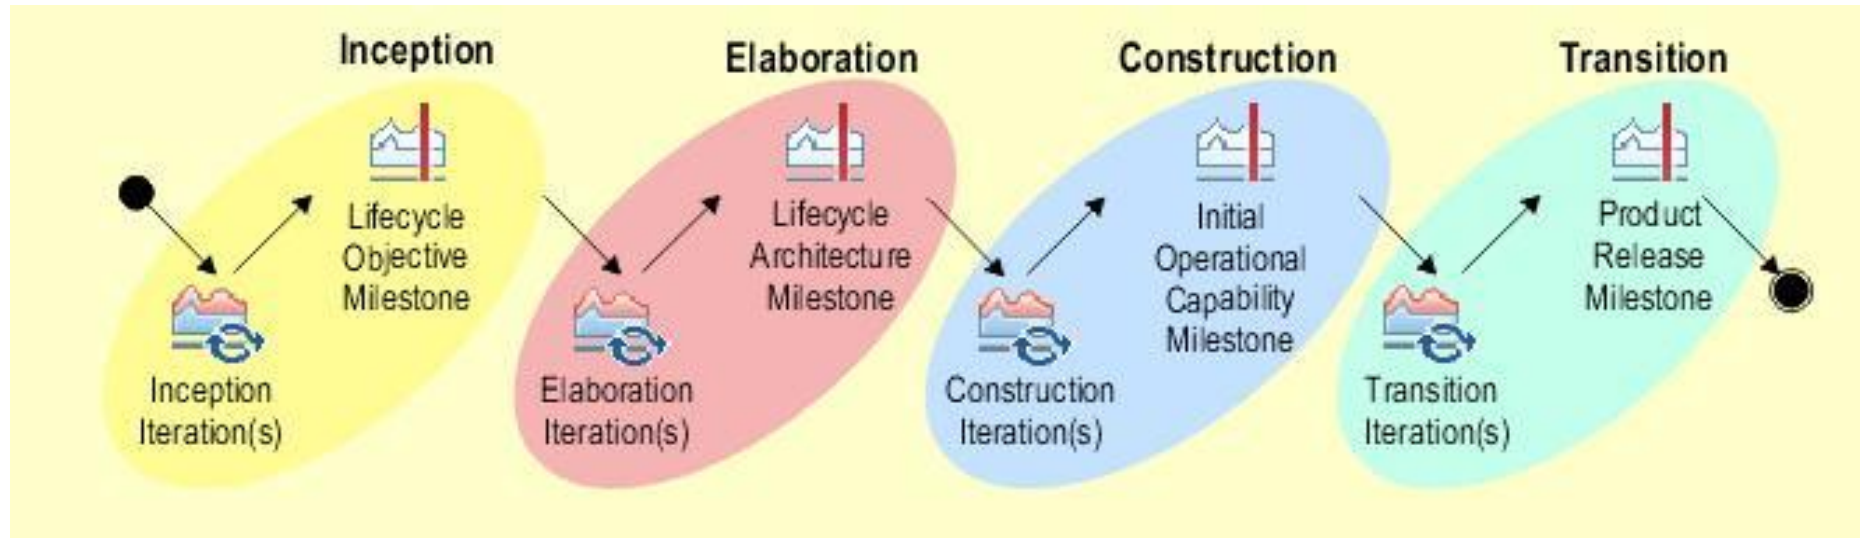 Inception
Elaboration
Construction
Transition
Lifecycle
Objective
Milestone
Inception
Iteration(s)
Lifecycle
Architecture
Milestone
Elaboration
Iteration(s)
Initial
Operational
Capability
Milestone
Construction
Iteration(s)
Product
Release
Milestone
Transition
Iteration(s)